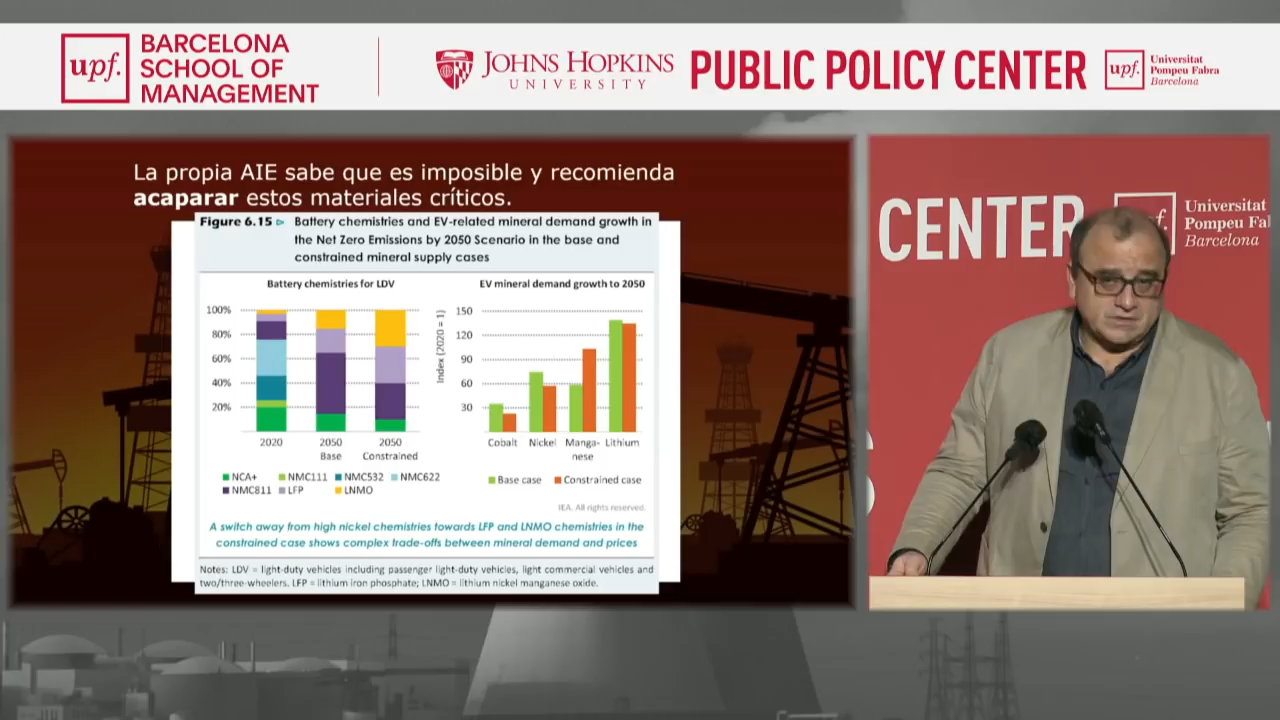 upf.
BARCELONA
SCHOOL OF
MANAGEMENT
JOHNS HOPKINS
UNIVERSITY
PUBLIC POLICY CENTER
upf.
Universitat
Pompeu Fabra
Barcelona
La propia AIE sabe que es imposible y recomienda
acaparar estos materiales críticos.
Figure 6.15 ▷ Battery chemistries and EV-related mineral demand growth in
the Net Zero Emissions by 2050 Scenario in the base and
constrained mineral supply cases
Battery chemistries for LDV
100%
80%
60%
40%
20%
2020
2050
Base
2050
Constrained
NCA+ NMC111 NMC532 NMC622
NMC811 LFP LNMO
EV mineral demand growth to 2050
Index (2020 = 1)
150
120
90
60
30
Cobalt Nickel Manga-
nese Lithium
Base case Constrained case
IEA. All rights reserved.
A switch away from high nickel chemistries towards LFP and LNMO chemistries in the
constrained case shows complex trade-offs between mineral demand and prices
Notes: LDV = light-duty vehicles including passenger light-duty vehicles, light commercial vehicles and
two/three-wheelers. LFP = lithium iron phosphate; LNMO = lithium nickel manganese oxide.
CENTER
upf.
Universitat
Pompeu Fa
Barcelona